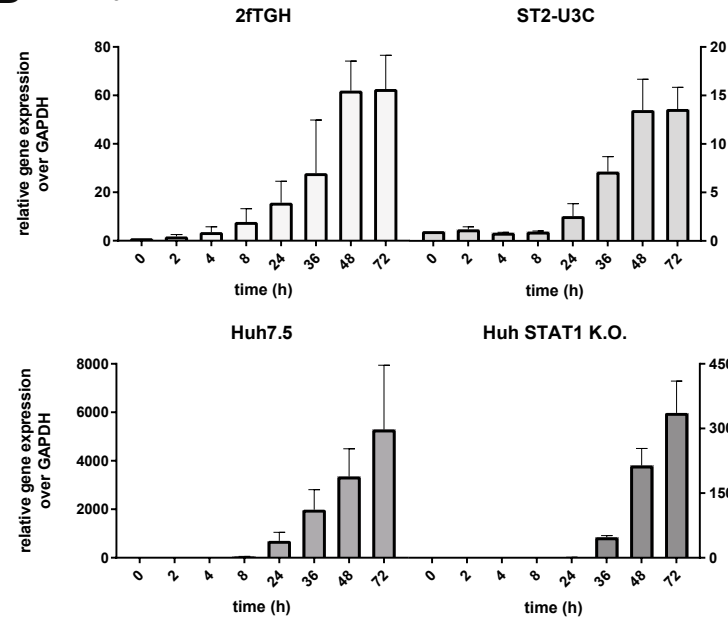 2fTGH
ST2-U3C
relative gene expression
over GAPDH
80
60
40
20
0
20
15
10
5
0
0 2 4 8 24 36 48 72
0 2 4 8 24 36 48 72
time (h)
time (h)
Huh7.5
Huh STAT1 K.O.
relative gene expression
over GAPDH
8000
6000
4000
2000
0
450
300
150
0
0 2 4 8 24 36 48 72
0 2 4 8 24 36 48 72
time (h)
time (h)